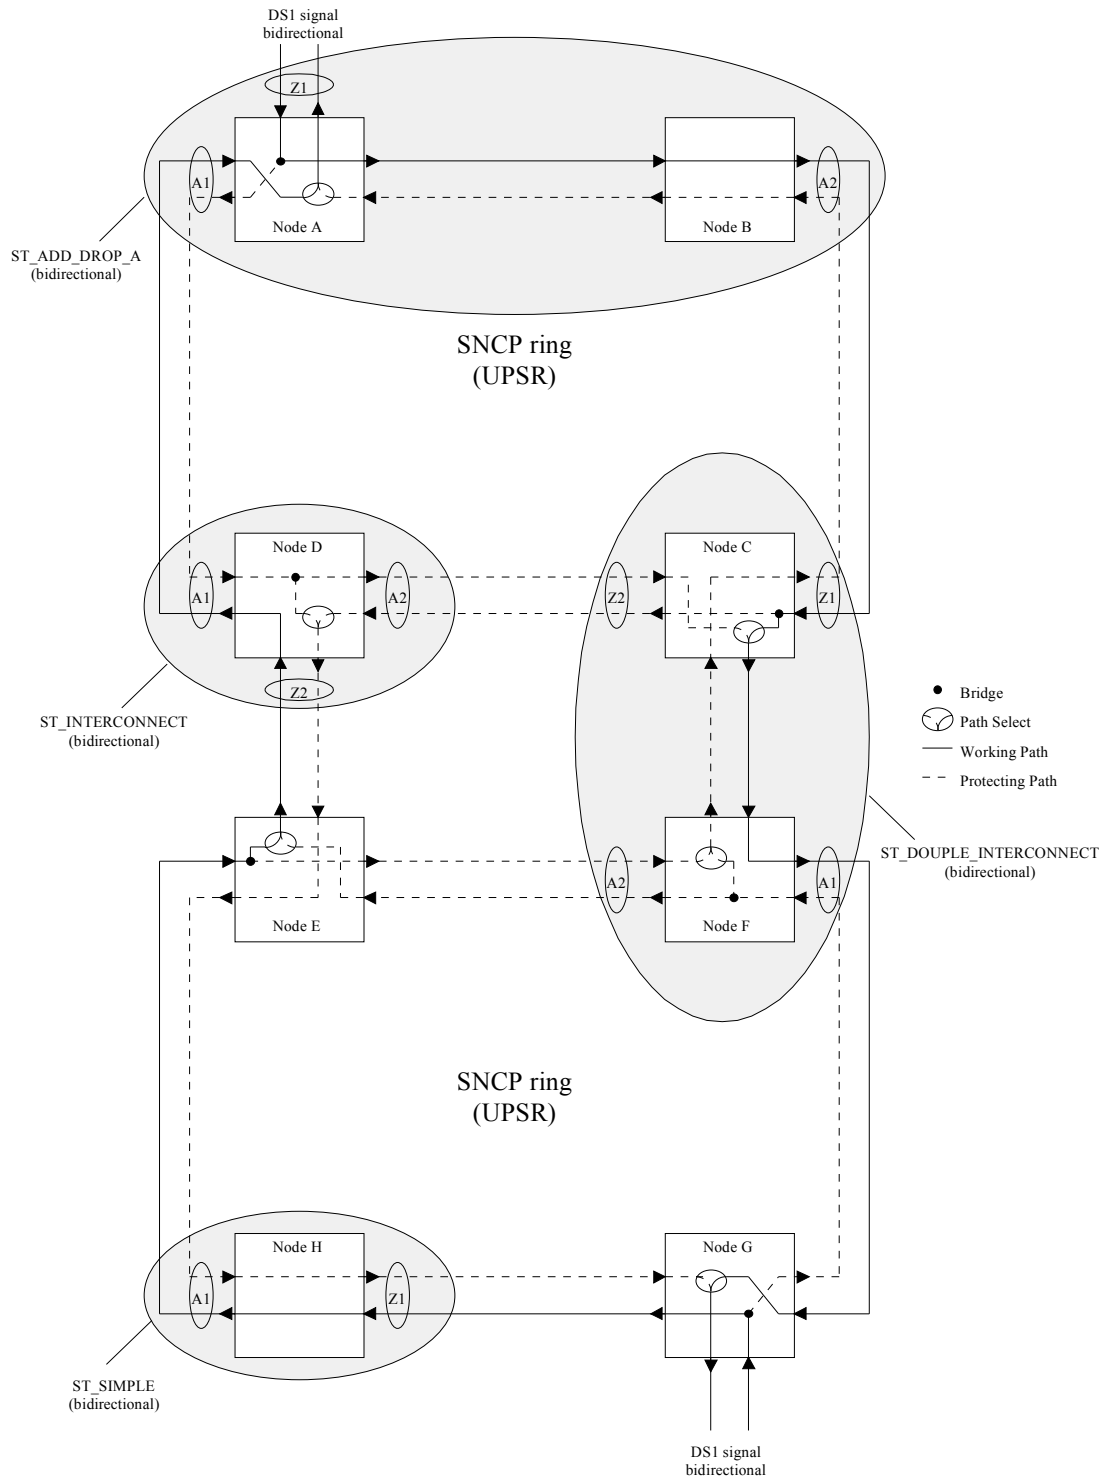 DS1 signal
bidirectional
Z1
A1
A2
Node A
Node B
ST_ADD_DROP_A
(bidirectional)
SNCP ring
(UPSR)
Node D
Node C
A1
A2
Z2
Z1
Z2
ST_INTERCONNECT
(bidirectional)
Bridge
Path Select
Working Path
Protecting Path
ST_DOUPLE_INTERCONNECT
(bidirectional)
A2
A1
Node E
Node F
SNCP ring
(UPSR)
Node H
Node G
A1
Z1
ST_SIMPLE
(bidirectional)
DS1 signal
bidirectional